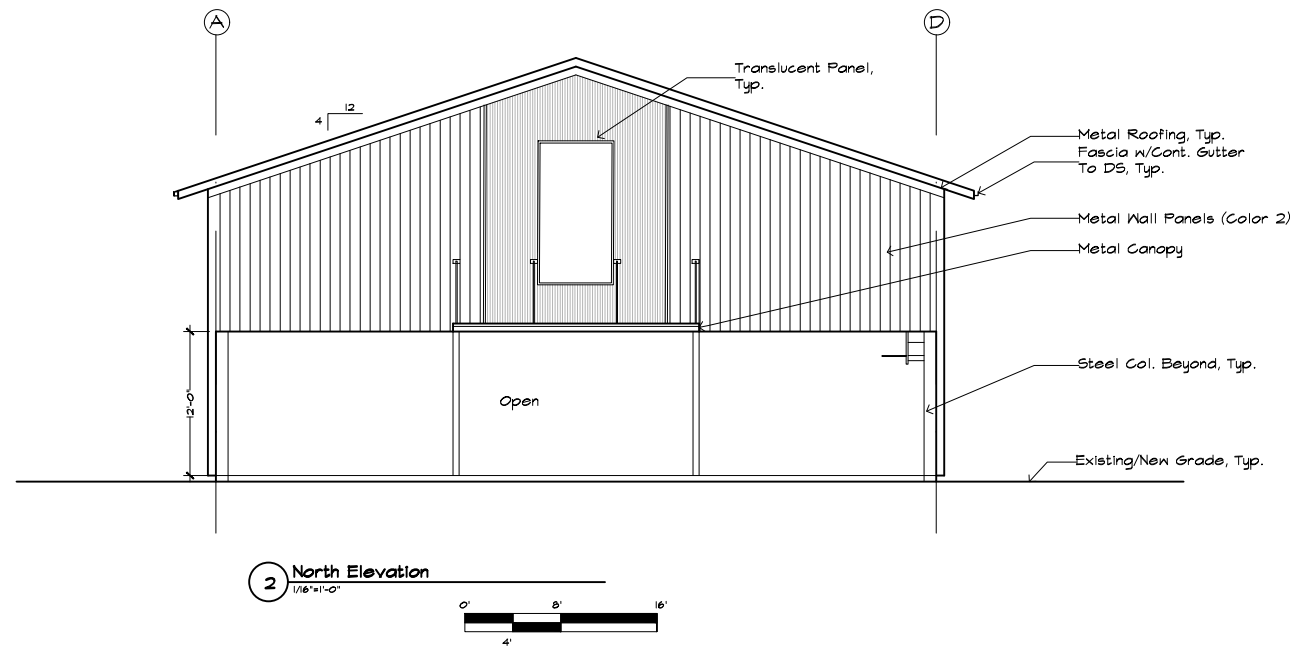 A
D
Translucent Panel,
Typ.
12
4
Metal Roofing, Typ.
Fascia w/Cont. Gutter
To DS, Typ.
Metal Wall Panels (Color 2)
Metal Canopy
Steel Col. Beyond, Typ.
12'-0"
Open
Existing/New Grade, Typ.
2
North Elevation
1/16"=1'-0"
0' 8' 16'
4'